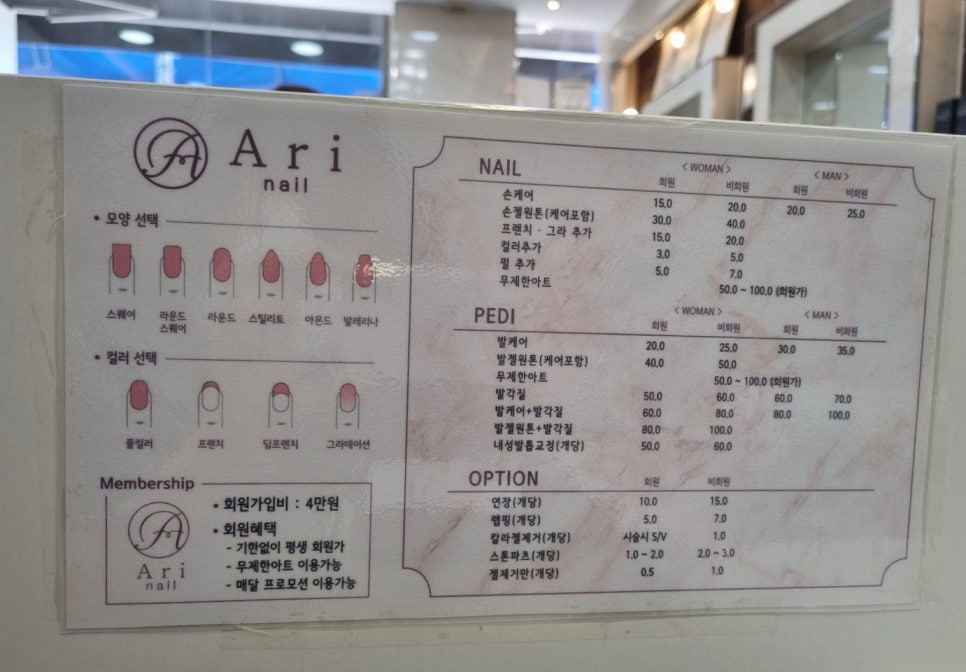 Ari
nail
• 모양 선택
스퀘어 라운드 스퀘어 라운드 스틸리토 아몬드 발레리나
• 컬러 선택
풀컬러 프렌치 딥프렌치 그라데이션
Membership
Ari
nail
• 회원가입비 : 4만원
• 회원혜택
- 기한없이 평생 회원가
- 무제한아트 이용가능
- 매달 프로모션 이용가능
NAIL < WOMAN > < MAN >
회원 비회원 회원 비회원
손케어 15.0 20.0 20.0 25.0
손젤원톤(케어포함) 30.0 40.0
프렌치 · 그라 추가 15.0 20.0
컬러추가 3.0 5.0
펄 추가 5.0 7.0
무제한아트 50.0 ~ 100.0 (회원가)
PEDI < WOMAN > < MAN >
회원 비회원 회원 비회원
발케어 20.0 25.0 30.0 35.0
발젤원톤(케어포함) 40.0 50.0
무제한아트 50.0 ~ 100.0 (회원가)
발각질 50.0 60.0 60.0 70.0
발케어+발각질 60.0 80.0 80.0 100.0
발젤원톤+발각질 80.0 100.0
내성발톱교정(개당) 50.0 60.0
OPTION 회원 비회원
연장(개당) 10.0 15.0
랩핑(개당) 5.0 7.0
칼라젤제거(개당) 시술시 S/V 1.0
스톤파츠(개당) 1.0 ~ 2.0 2.0 ~ 3.0
젤제거만(개당) 0.5 1.0